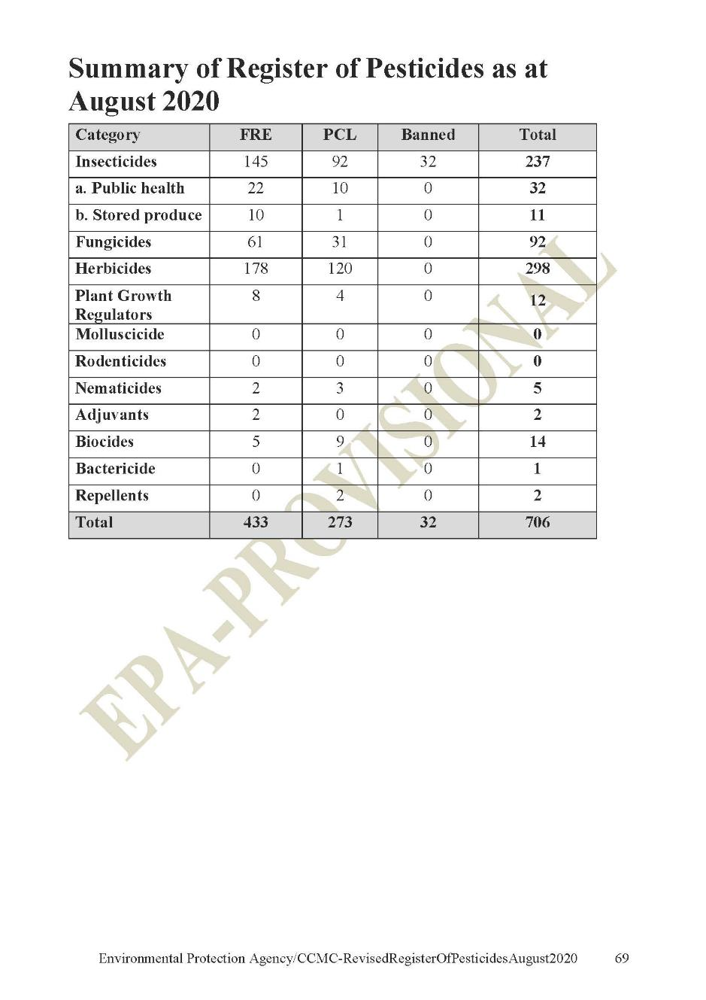 Summary of Register of Pesticides as at
August 2020
Category FRE PCL Banned Total
Insecticides 145 92 32 237
a. Public health 22 10 0 32
b. Stored produce 10 1 0 11
Fungicides 61 31 0 92
Herbicides 178 120 0 298
Plant Growth 8 4 0 12
Regulators
Molluscicide 0 0 0 0
Rodenticides 0 0 0 0
Nematicides 2 3 0 5
Adjuvants 2 0 0 2
Biocides 5 9 0 14
Bactericide 0 1 0 1
Repellents 0 2 0 2
Total 433 273 32 706
EPA-PROVISIONAL
Environmental Protection Agency/CCMC-RevisedRegisterOfPesticidesAugust2020 69